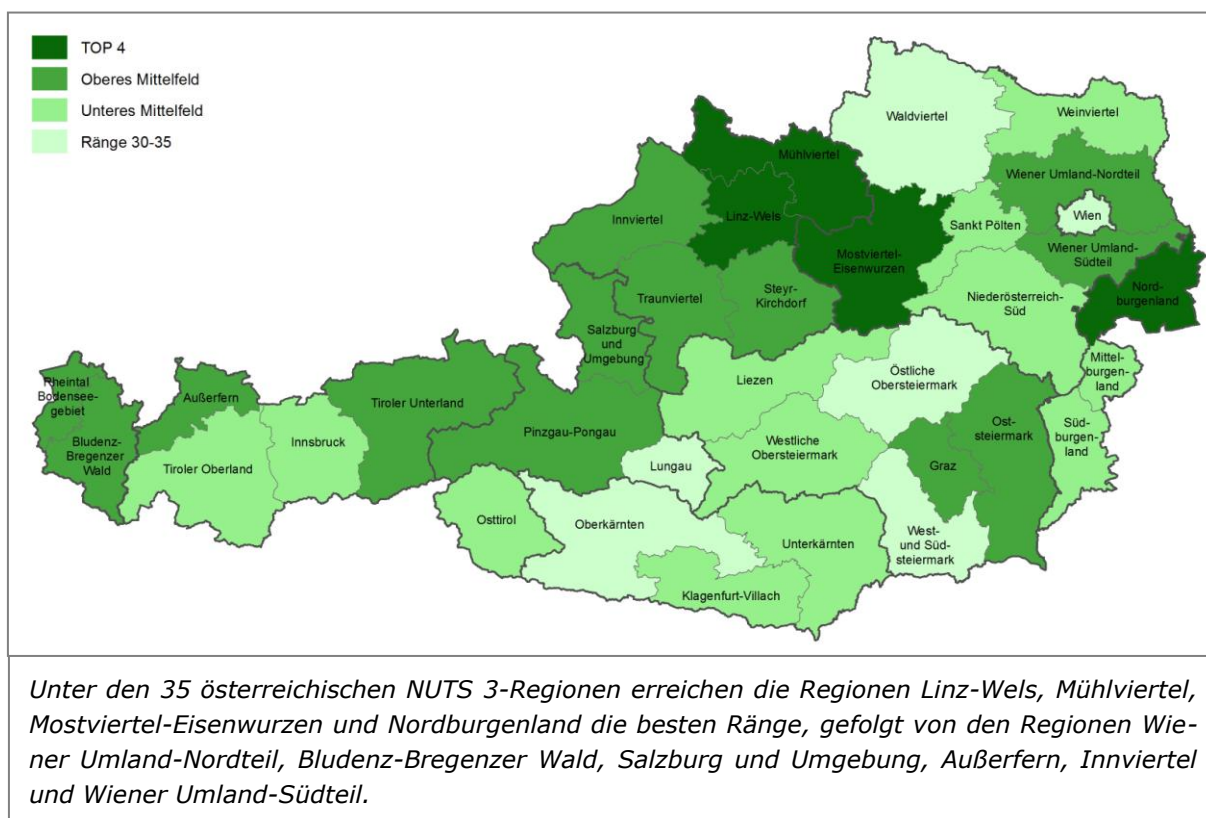 TOP 4
Oberes Mittelfeld
Unteres Mittelfeld
Ränge 30-35
Waldviertel
Weinviertel
Mühlviertel
Wiener Umland-Nordteil
Innviertel
Linz-Wels
Sankt Pölten
Wien
Mostviertel-
Eisenwurzen
Wiener Umland-
Südteil
Traunviertel
Steyr-
Kirchdorf
Niederösterreich-
Süd
Nord-
burgenland
Salzburg
und
Umgebung
Mittel-
burgen-
land
Rheintal
Bodensee-
gebiet
Außerfern
Tiroler Unterland
Liezen
Östliche
Obersteiermark
Bludenz-
Bregenzer
Wald
Innsbruck
Tiroler Oberland
Pinzgau-Pongau
Westliche
Obersteiermark
Ost-
steiermark
Süd-
burgen-
land
Lungau
Graz
Osttirol
Oberkärnten
Unterkärnten
West-
und Süd-
steiermark
Klagenfurt-Villach
Unter den 35 österreichischen NUTS 3-Regionen erreichen die Regionen Linz-Wels, Mühlviertel,
Mostviertel-Eisenwurzen und Nordburgenland die besten Ränge, gefolgt von den Regionen Wie-
ner Umland-Nordteil, Bludenz-Bregenzer Wald, Salzburg und Umgebung, Außerfern, Innviertel
und Wiener Umland-Südteil.